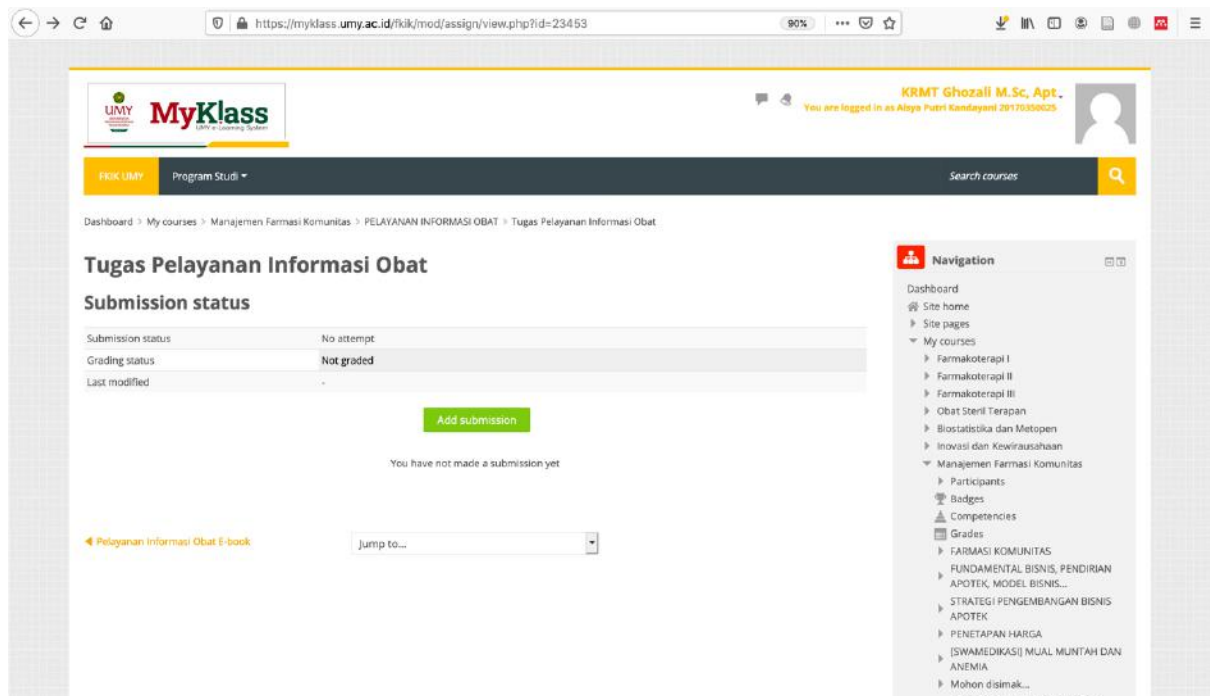 https://myklass.umy.ac.id/fkik/mod/assign/view.php?id=23453
90%
UMY
MyKlass
UMY e-Learning System
KRMT Ghozali M.Sc, Apt.
You are logged in as Aisya Putri Kandayani 20170350025
FKIK UMY
Program Studi
Search courses
Dashboard > My courses > Manajemen Farmasi Komunitas > PELAYANAN INFORMASI OBAT > Tugas Pelayanan Informasi Obat
Tugas Pelayanan Informasi Obat
Submission status
Submission status No attempt
Grading status Not graded
Last modified -
Add submission
You have not made a submission yet
Pelayanan Informasi Obat E-book
Jump to...
Navigation
Dashboard
Site home
Site pages
My courses
Farmakoterapi I
Farmakoterapi II
Farmakoterapi III
Obat Steril Terapan
Biostatistika dan Metopen
Inovasi dan Kewirausahaan
Manajemen Farmasi Komunitas
Participants
Badges
Competencies
Grades
FARMASI KOMUNITAS
FUNDAMENTAL BISNIS, PENDIRIAN
APOTEK, MODEL BISNIS...
STRATEGI PENGEMBANGAN BISNIS
APOTEK
PENETAPAN HARGA
[SWAMEDIKASI] MUAL MUNTAH DAN
ANEMIA
Mohon disimak...